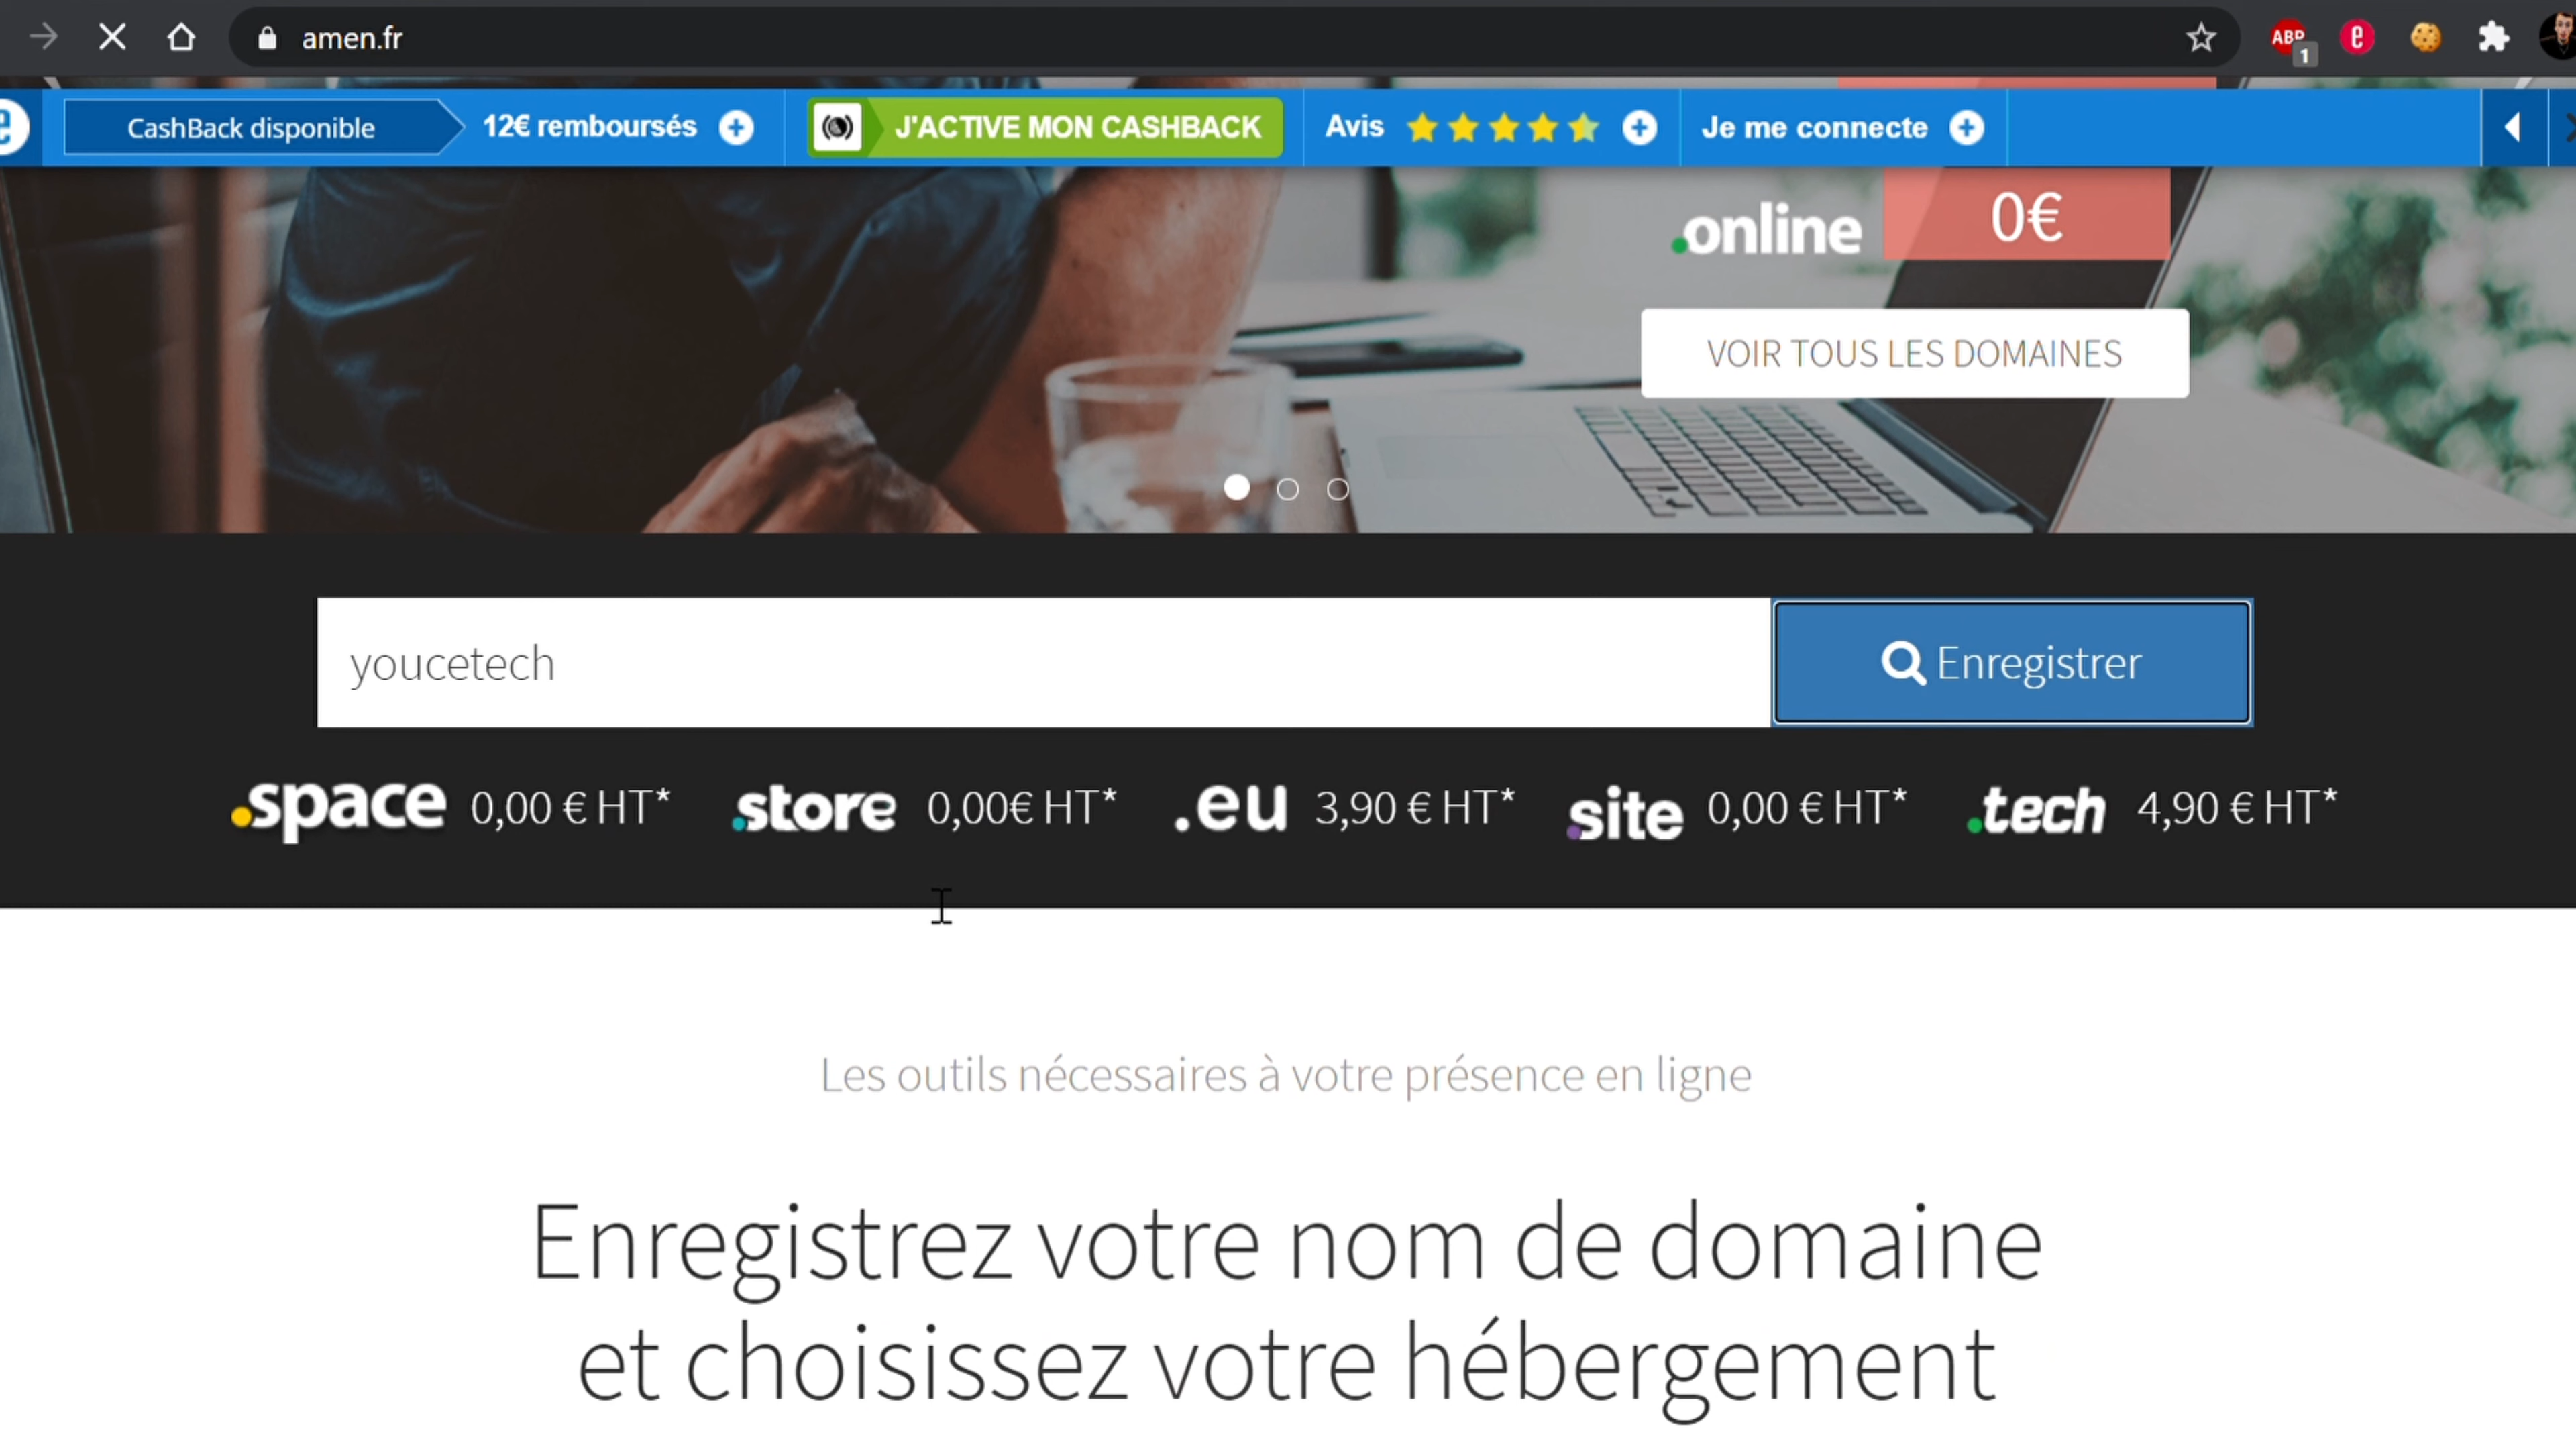 amen.fr
ABP
1
e
e
CashBack disponible
12€ remboursés
J'ACTIVE MON CASHBACK
Avis
Je me connecte
.online
0€
VOIR TOUS LES DOMAINES
youcetech
Enregistrer
.space 0,00 € HT* .store 0,00€ HT* .eu 3,90 € HT* .site 0,00 € HT* .tech 4,90 € HT*
Les outils nécessaires à votre présence en ligne
Enregistrez votre nom de domaine
et choisissez votre hébergement